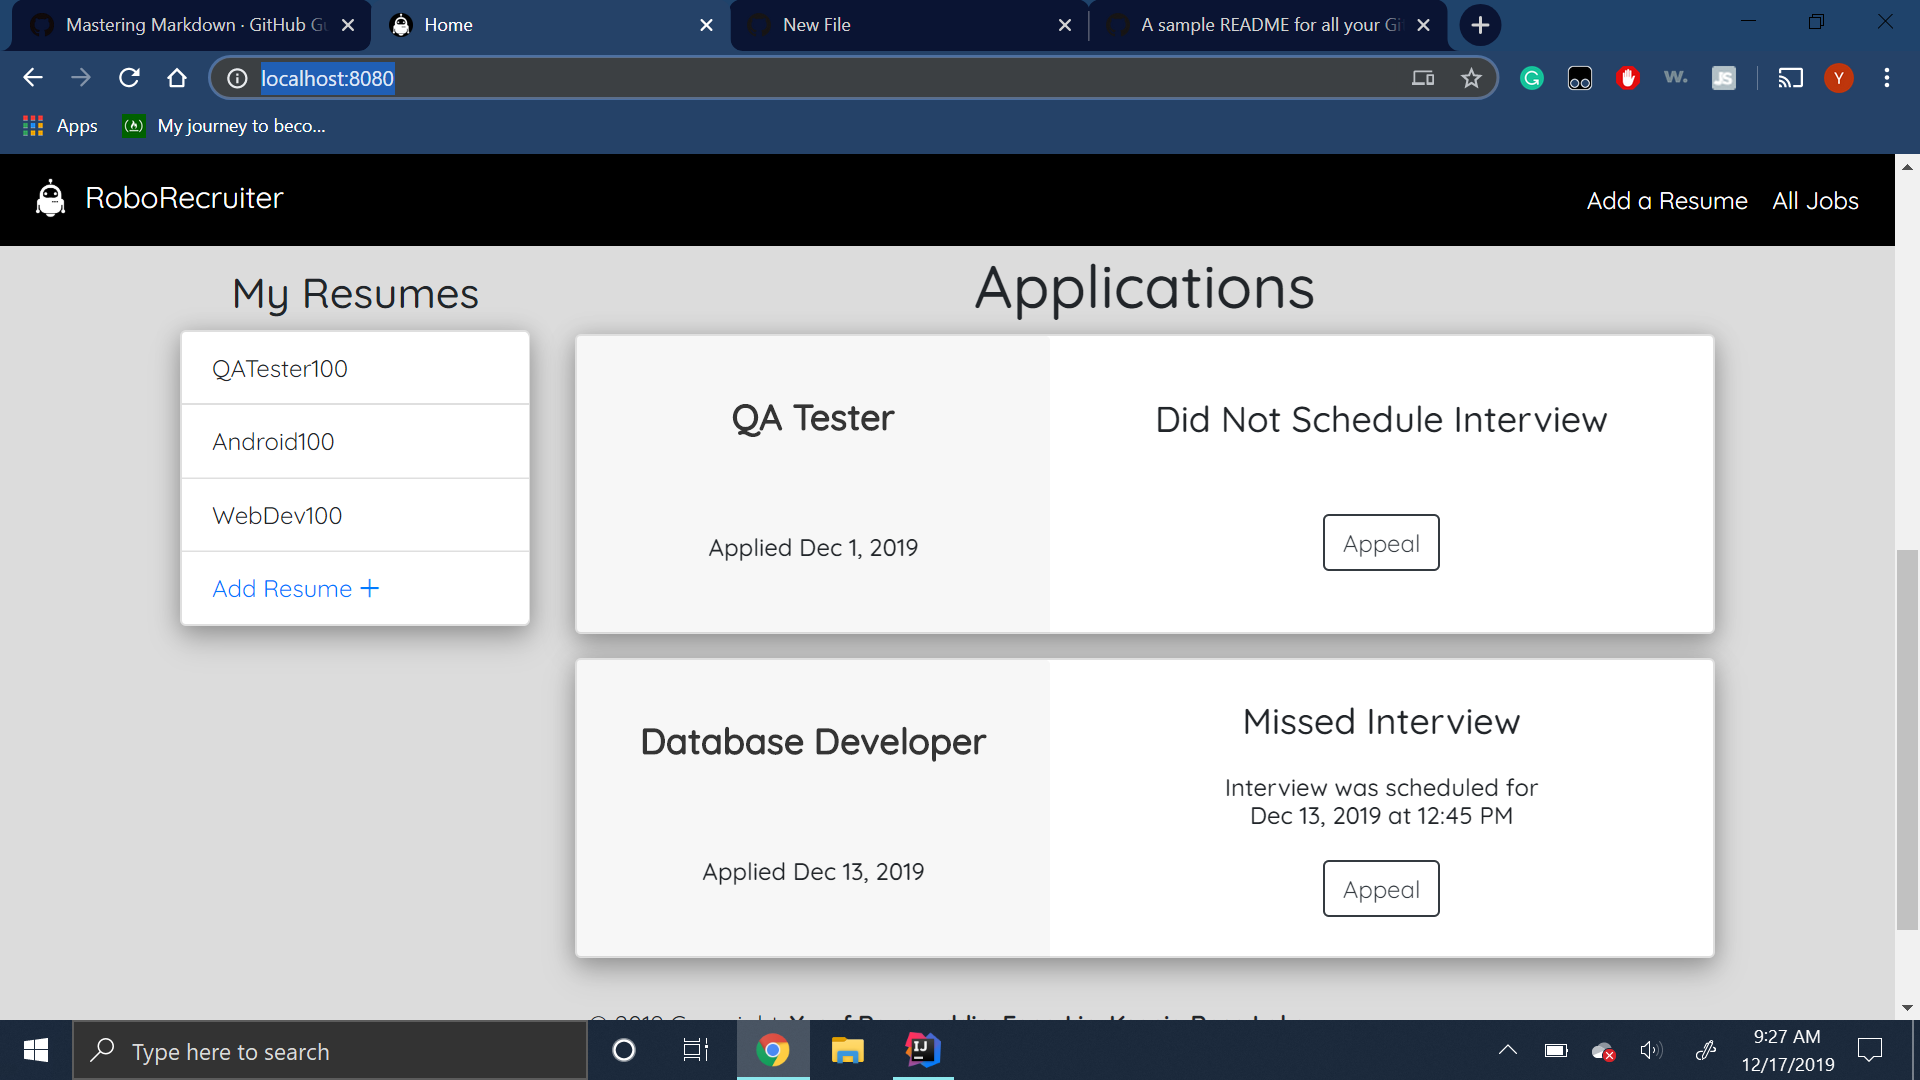 Mastering Markdown · GitHub Gu
Home
New File
A sample README for all your Gi
localhost:8080
w.
JS
Y
Apps
My journey to beco...
RoboRecruiter
Add a Resume
All Jobs
My Resumes
QATester100
Android100
WebDev100
Add Resume +
Applications
QA Tester
Applied Dec 1, 2019
Did Not Schedule Interview
Appeal
Database Developer
Applied Dec 13, 2019
Missed Interview
Interview was scheduled for
Dec 13, 2019 at 12:45 PM
Appeal
Type here to search
IJ
9:27 AM
12/17/2019